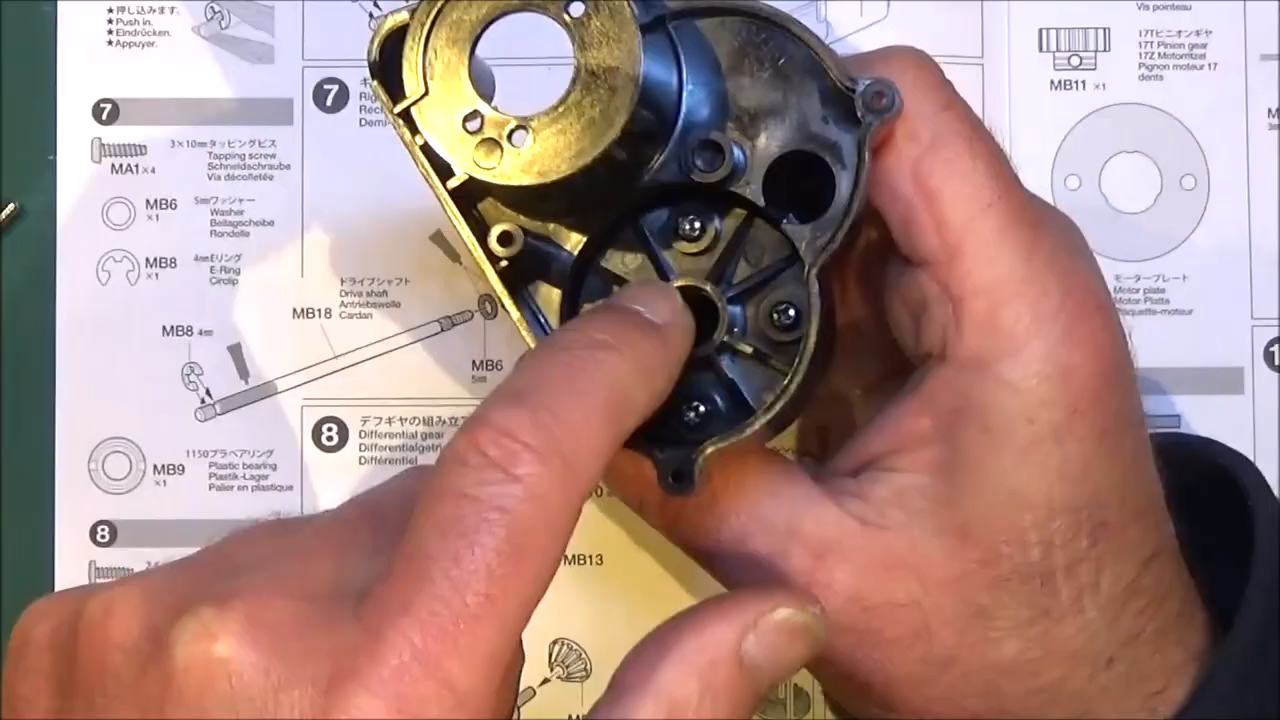 ★押し込みます.
★Push in.
★Eindrücken.
★Appuyer.
7
3×10㎜タッピングビス
Tapping screw
Schneidschraube
Via décolletée
MA1×4
MB6
×1
5㎜ワッシャー
Washer
Beilagscheibe
Rondelle
MB8
×1
4㎜Eリング
E-Ring
Circlip
MB9
×1
1150プラベアリング
Plastic bearing
Plastik-Lager
Palier en plastique
8
7
8
デフギヤの組み立
Differential gear
Différentiel
MB18
ドライブシャフト
Drive shaft
Antriebswelle
Cardan
MB8 4㎜
MB6
5㎜
MB13
Vis pointeau
MB11 ×1
17Tピニオンギヤ
17T Pinion gear
17Z Motorritzel
Pignon moteur 17
dents
モータープレート
Motor plate
Motor-Platte